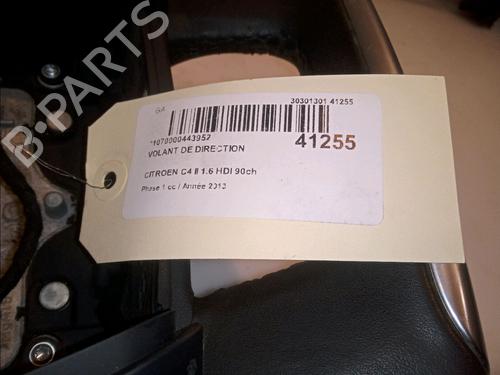 B-PARTS
GA
30301301 41255
*1070000443952
41255
VOLANT DE DIRECTION
CITROEN C4 II 1.6 HDI 90ch
Phase 1 cc / Année 2013